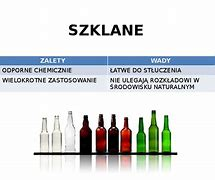 SZKLANE
ZALETY WADY
ODPORNE CHEMICZNIE ŁATWE DO STŁUCZENIA
WIELOKROTNE ZASTOSOWANIE NIE ULEGAJĄ ROZKŁADOWI W
ŚRODOWISKU NATURALNYM